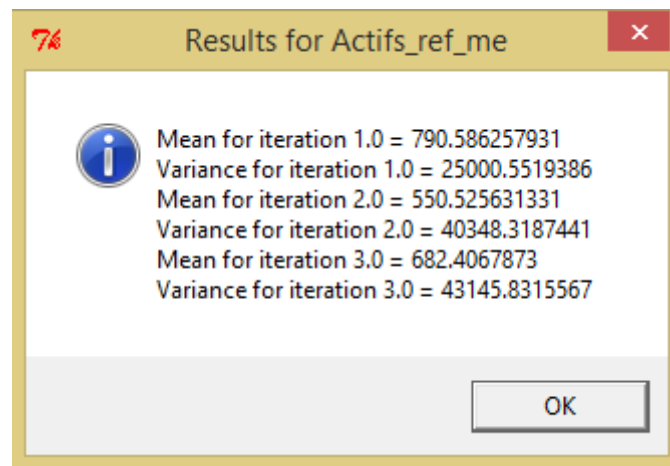 7k Results for Actifs_ref_me
Mean for iteration 1.0 = 790.586257931
Variance for iteration 1.0 = 25000.5519386
Mean for iteration 2.0 = 550.525631331
Variance for iteration 2.0 = 40348.3187441
Mean for iteration 3.0 = 682.4067873
Variance for iteration 3.0 = 43145.8315567
OK